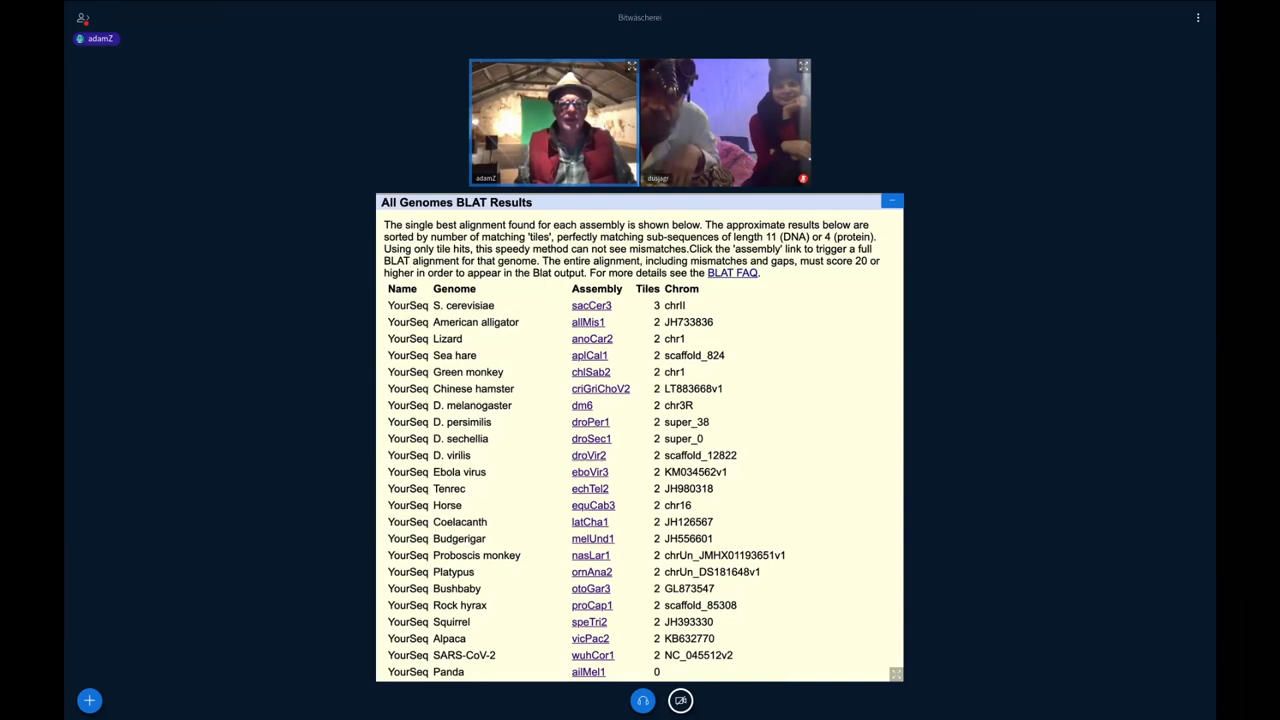 Bitwäscherei
adamZ
adamZ
dusjagr
All Genomes BLAT Results
The single best alignment found for each assembly is shown below. The approximate results below are
sorted by number of matching 'tiles', perfectly matching sub-sequences of length 11 (DNA) or 4 (protein).
Using only tile hits, this speedy method can not see mismatches.Click the 'assembly' link to trigger a full
BLAT alignment for that genome. The entire alignment, including mismatches and gaps, must score 20 or
higher in order to appear in the Blat output. For more details see the BLAT FAQ.
Name Genome Assembly Tiles Chrom
YourSeq S. cerevisiae sacCer3 3 chrII
YourSeq American alligator allMis1 2 JH733836
YourSeq Lizard anoCar2 2 chr1
YourSeq Sea hare aplCal1 2 scaffold_824
YourSeq Green monkey chlSab2 2 chr1
YourSeq Chinese hamster criGriChoV2 2 LT883668v1
YourSeq D. melanogaster dm6 2 chr3R
YourSeq D. persimilis droPer1 2 super_38
YourSeq D. sechellia droSec1 2 super_0
YourSeq D. virilis droVir2 2 scaffold_12822
YourSeq Ebola virus eboVir3 2 KM034562v1
YourSeq Tenrec echTel2 2 JH980318
YourSeq Horse equCab3 2 chr16
YourSeq Coelacanth latCha1 2 JH126567
YourSeq Budgerigar melUnd1 2 JH556601
YourSeq Proboscis monkey nasLar1 2 chrUn_JMHX01193651v1
YourSeq Platypus ornAna2 2 chrUn_DS181648v1
YourSeq Bushbaby otoGar3 2 GL873547
YourSeq Rock hyrax proCap1 2 scaffold_85308
YourSeq Squirrel speTri2 2 JH393330
YourSeq Alpaca vicPac2 2 KB632770
YourSeq SARS-CoV-2 wuhCor1 2 NC_045512v2
YourSeq Panda ailMel1 0